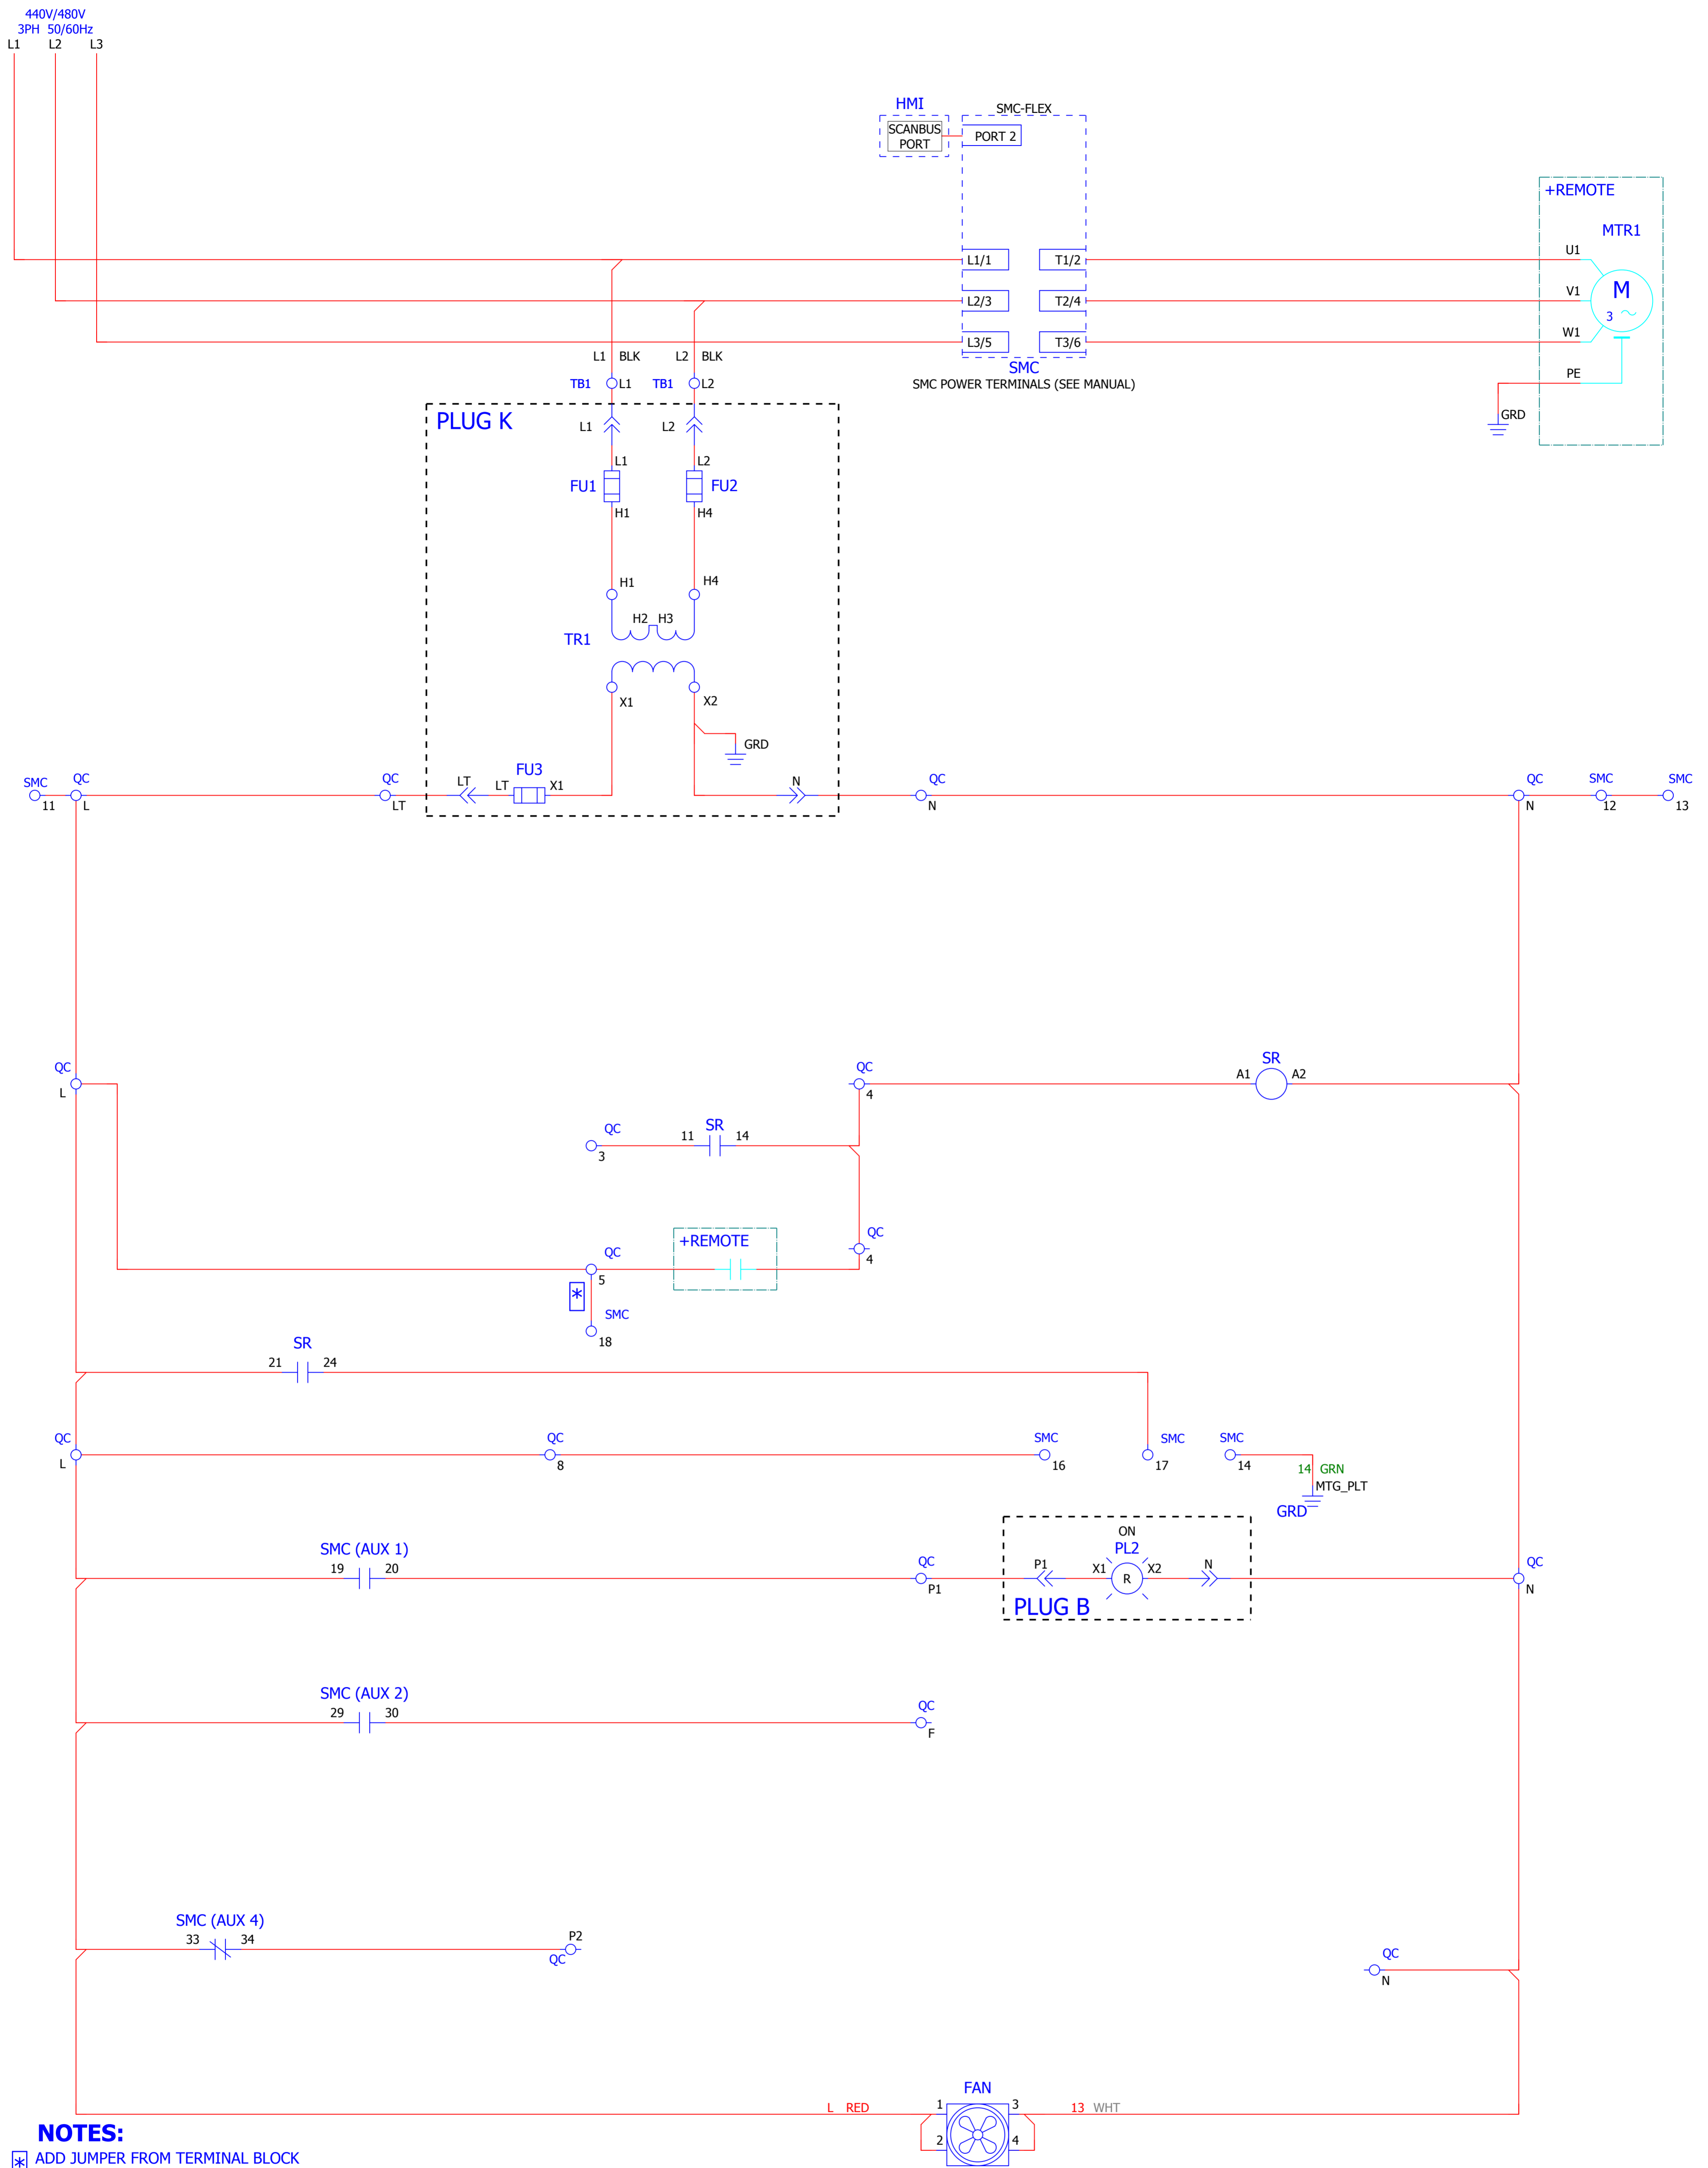 440V/480V
3PH 50/60Hz
L1 L2 L3
HMI
SMC-FLEX
SCANBUS
PORT
PORT 2
+REMOTE
MTR1
L1/1 T1/2 U1
L2/3 T2/4 V1
M
3
L3/5 T3/6 W1
SMC
SMC POWER TERMINALS (SEE MANUAL)
PE
GRD
L1 BLK L2 BLK
TB1 L1 TB1 L2
PLUG K
L1 L2
L1 L2
FU1 FU2
H1 H4
H1 H4
H2 H3
TR1
X1 X2
GRD
FU3
SMC QC QC LT LT X1 N QC QC SMC SMC
11 L LT N N 12 13
QC QC SR
L 4 A1 A2
QC SR
3 11 14
+REMOTE
QC QC
5 4
*
SMC
18
SR
21 24
QC QC SMC SMC SMC
L 8 16 17 14
14 GRN
MTG_PLT
GRD
ON
SMC (AUX 1) PL2
19 20 QC P1 X1 R X2 N QC
P1 N
PLUG B
SMC (AUX 2)
29 30 QC
F
SMC (AUX 4)
33 34 P2
QC
QC
N
FAN
L RED 1 3 13 WHT
2 4
NOTES:
* ADD JUMPER FROM TERMINAL BLOCK